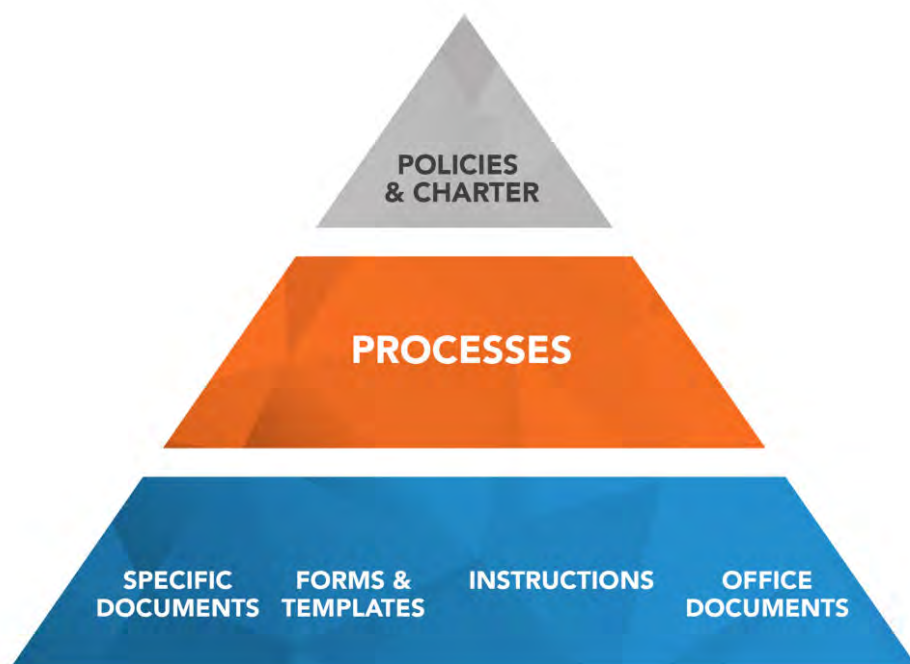 POLICIES
& CHARTER
PROCESSES
SPECIFIC
DOCUMENTS
FORMS &
TEMPLATES
INSTRUCTIONS
OFFICE
DOCUMENTS